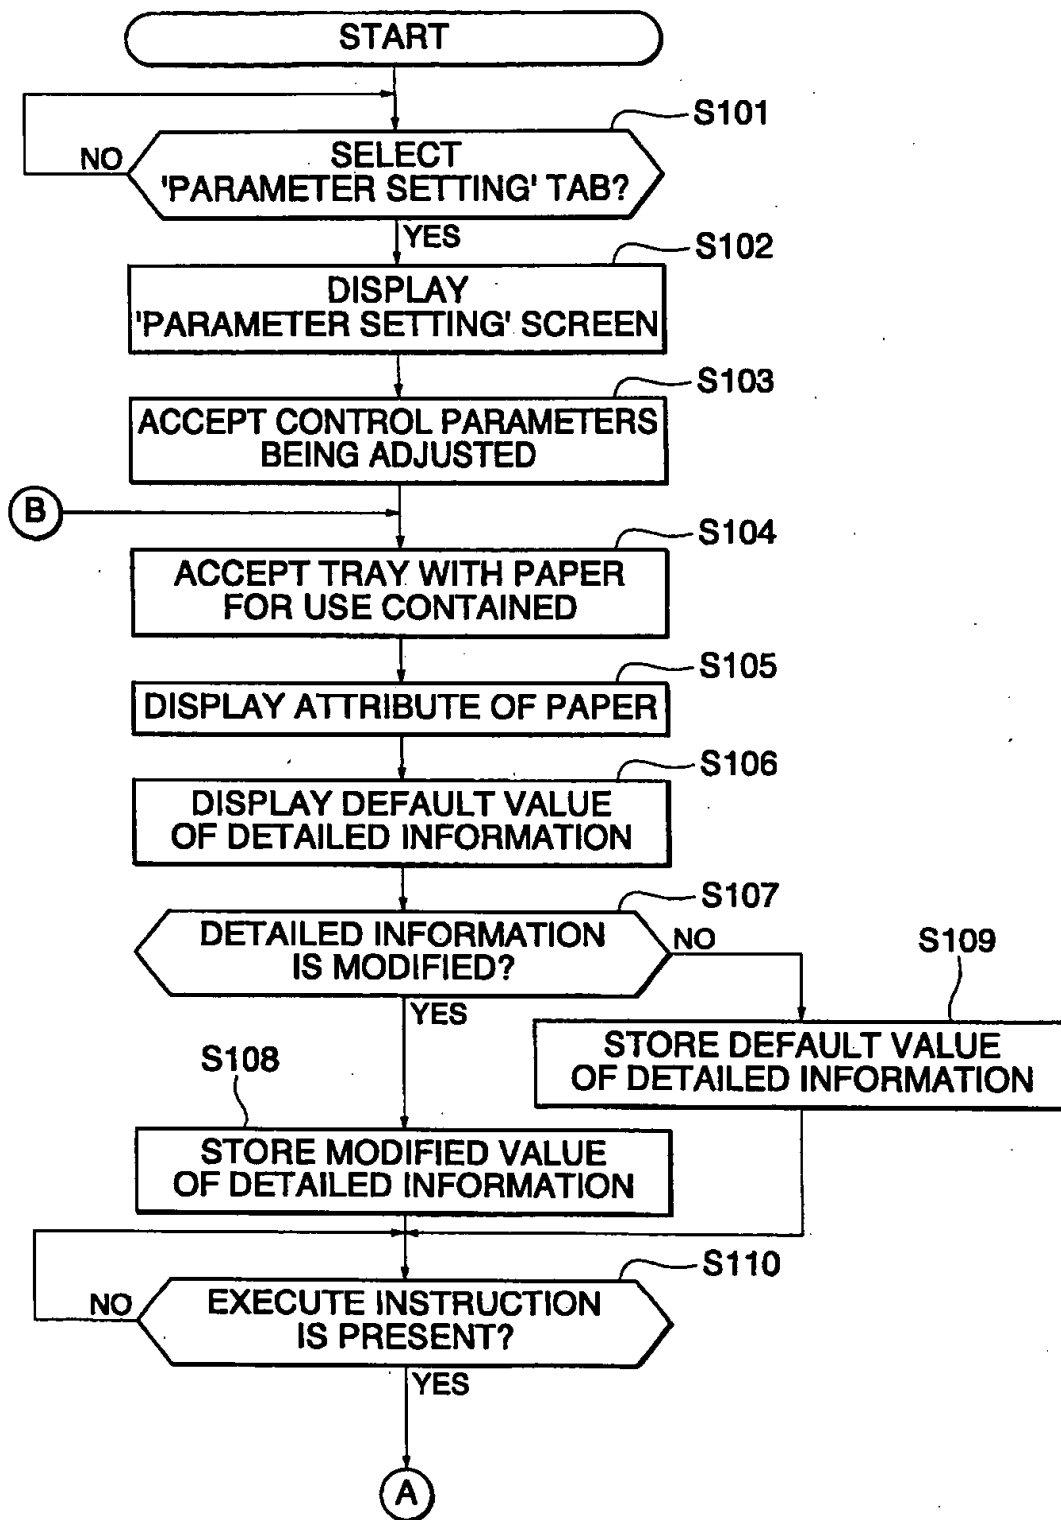 START
S101
NO
SELECT
'PARAMETER SETTING' TAB?
YES
S102
DISPLAY
'PARAMETER SETTING' SCREEN
S103
ACCEPT CONTROL PARAMETERS
BEING ADJUSTED
B
S104
ACCEPT TRAY WITH PAPER
FOR USE CONTAINED
S105
DISPLAY ATTRIBUTE OF PAPER
S106
DISPLAY DEFAULT VALUE
OF DETAILED INFORMATION
S107
DETAILED INFORMATION
IS MODIFIED?
NO
YES
S109
STORE DEFAULT VALUE
OF DETAILED INFORMATION
S108
STORE MODIFIED VALUE
OF DETAILED INFORMATION
S110
NO
EXECUTE INSTRUCTION
IS PRESENT?
YES
A